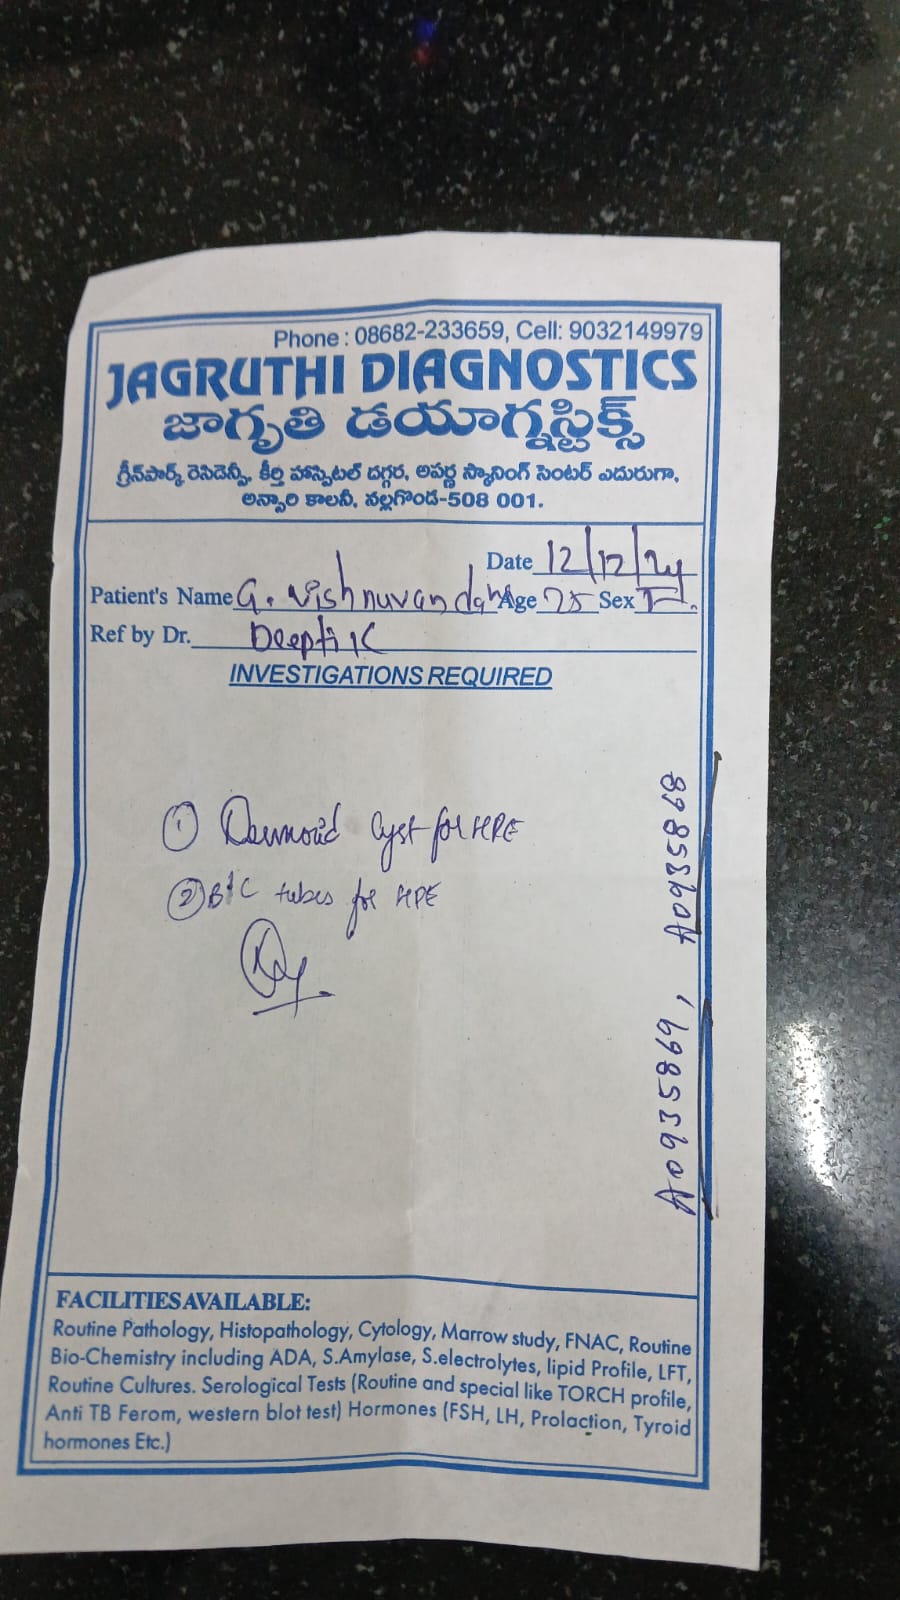 Phone : 08682-233659, Cell: 9032149979
JAGRUTHI DIAGNOSTICS
జాగృతి డయాగ్నస్టిక్స్
గ్రీన్‌పార్క్ రెసిడెన్సీ, కీర్తి హాస్పిటల్ దగ్గర, అపర్ణ స్కానింగ్ సెంటర్ ఎదురుగా,
అన్సారి కాలనీ, నల్లగొండ-508 001.
Date 12/12/24
Patient's Name G. Vishnuvandana Age 25 Sex F.
Ref by Dr. Deepti K
INVESTIGATIONS REQUIRED
① Dermoid Cyst for HPE
② B/C tubes for HPE
A0935869, A0935868
FACILITIES AVAILABLE:
Routine Pathology, Histopathology, Cytology, Marrow study, FNAC, Routine
Bio-Chemistry including ADA, S.Amylase, S.electrolytes, lipid Profile, LFT,
Routine Cultures. Serological Tests (Routine and special like TORCH profile,
Anti TB Ferom, western blot test) Hormones (FSH, LH, Prolaction, Tyroid
hormones Etc.)